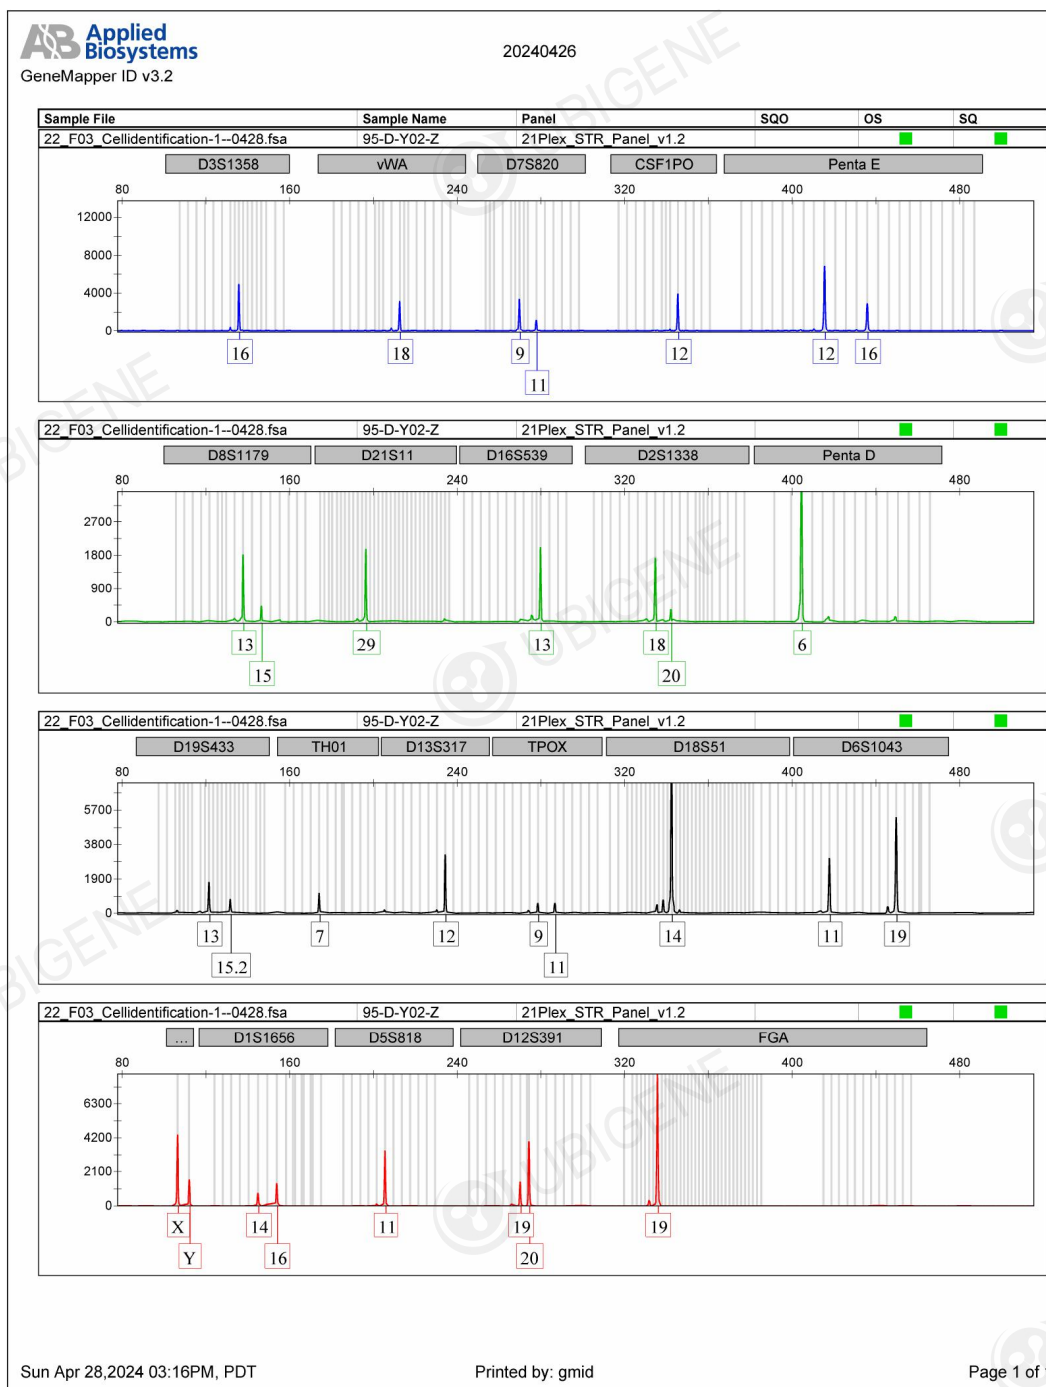 AB Applied
Biosystems
20240426
GeneMapper ID v3.2
Sample File Sample Name Panel SQO OS SQ
22_F03_Cellidentification-1--0428.fsa 95-D-Y02-Z 21Plex_STR_Panel_v1.2
D3S1358 vWA D7S820 CSF1PO Penta E
80 160 240 320 400 480
12000
8000
4000
0
16 18 9 12 12 16
11
22_F03_Cellidentification-1--0428.fsa 95-D-Y02-Z 21Plex_STR_Panel_v1.2
D8S1179 D21S11 D16S539 D2S1338 Penta D
80 160 240 320 400 480
2700
1800
900
0
13 29 13 18 6
15 20
22_F03_Cellidentification-1--0428.fsa 95-D-Y02-Z 21Plex_STR_Panel_v1.2
D19S433 TH01 D13S317 TPOX D18S51 D6S1043
80 160 240 320 400 480
5700
3800
1900
0
13 7 12 9 14 11 19
15.2 11
22_F03_Cellidentification-1--0428.fsa 95-D-Y02-Z 21Plex_STR_Panel_v1.2
... D1S1656 D5S818 D12S391 FGA
80 160 240 320 400 480
6300
4200
2100
0
X 14 11 19 19
Y 16 20
Sun Apr 28,2024 03:16PM, PDT Printed by: gmid Page 1 of
UBIGENE
UBIGENE
UBIGENE
UBIGENE